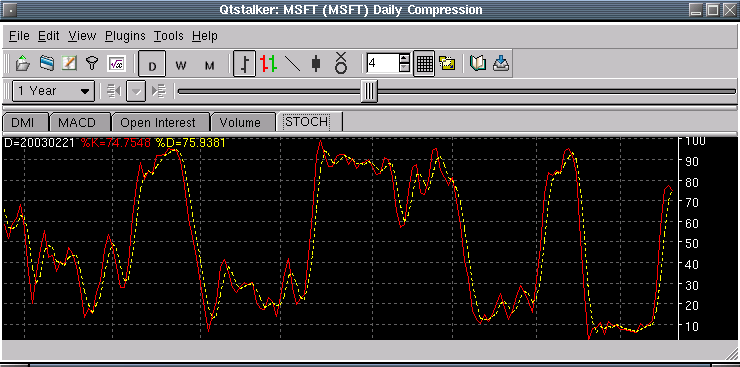 Qtstalker: MSFT (MSFT) Daily Compression
File Edit View Plugins Tools Help
D W M 4
1 Year
DMI MACD Open Interest Volume STOCH
D=20030221 %K=74.7548 %D=75.9381
100
90
80
70
60
50
40
30
20
10